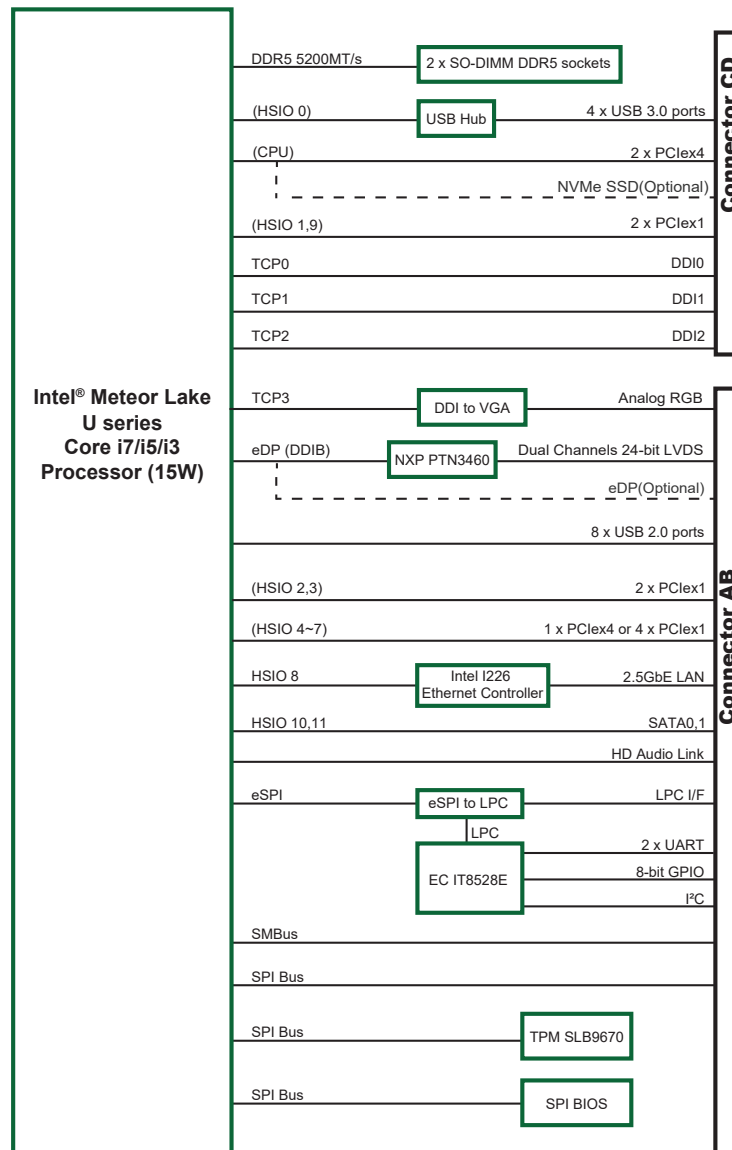 DDR5 5200MT/s
2 x SO-DIMM DDR5 sockets
(HSIO 0)
USB Hub
4 x USB 3.0 ports
(CPU)
2 x PCIex4
NVMe SSD(Optional)
(HSIO 1,9)
2 x PCIex1
TCP0
DDI0
TCP1
DDI1
TCP2
DDI2
Connector CD
Intel® Meteor Lake
U series
Core i7/i5/i3
Processor (15W)
TCP3
DDI to VGA
Analog RGB
eDP (DDIB)
NXP PTN3460
Dual Channels 24-bit LVDS
eDP(Optional)
8 x USB 2.0 ports
(HSIO 2,3)
2 x PCIex1
(HSIO 4~7)
1 x PCIex4 or 4 x PCIex1
HSIO 8
Intel I226
Ethernet Controller
2.5GbE LAN
HSIO 10,11
SATA0,1
HD Audio Link
eSPI
eSPI to LPC
LPC I/F
LPC
EC IT8528E
2 x UART
8-bit GPIO
I²C
Connector AB
SMBus
SPI Bus
SPI Bus
TPM SLB9670
SPI Bus
SPI BIOS